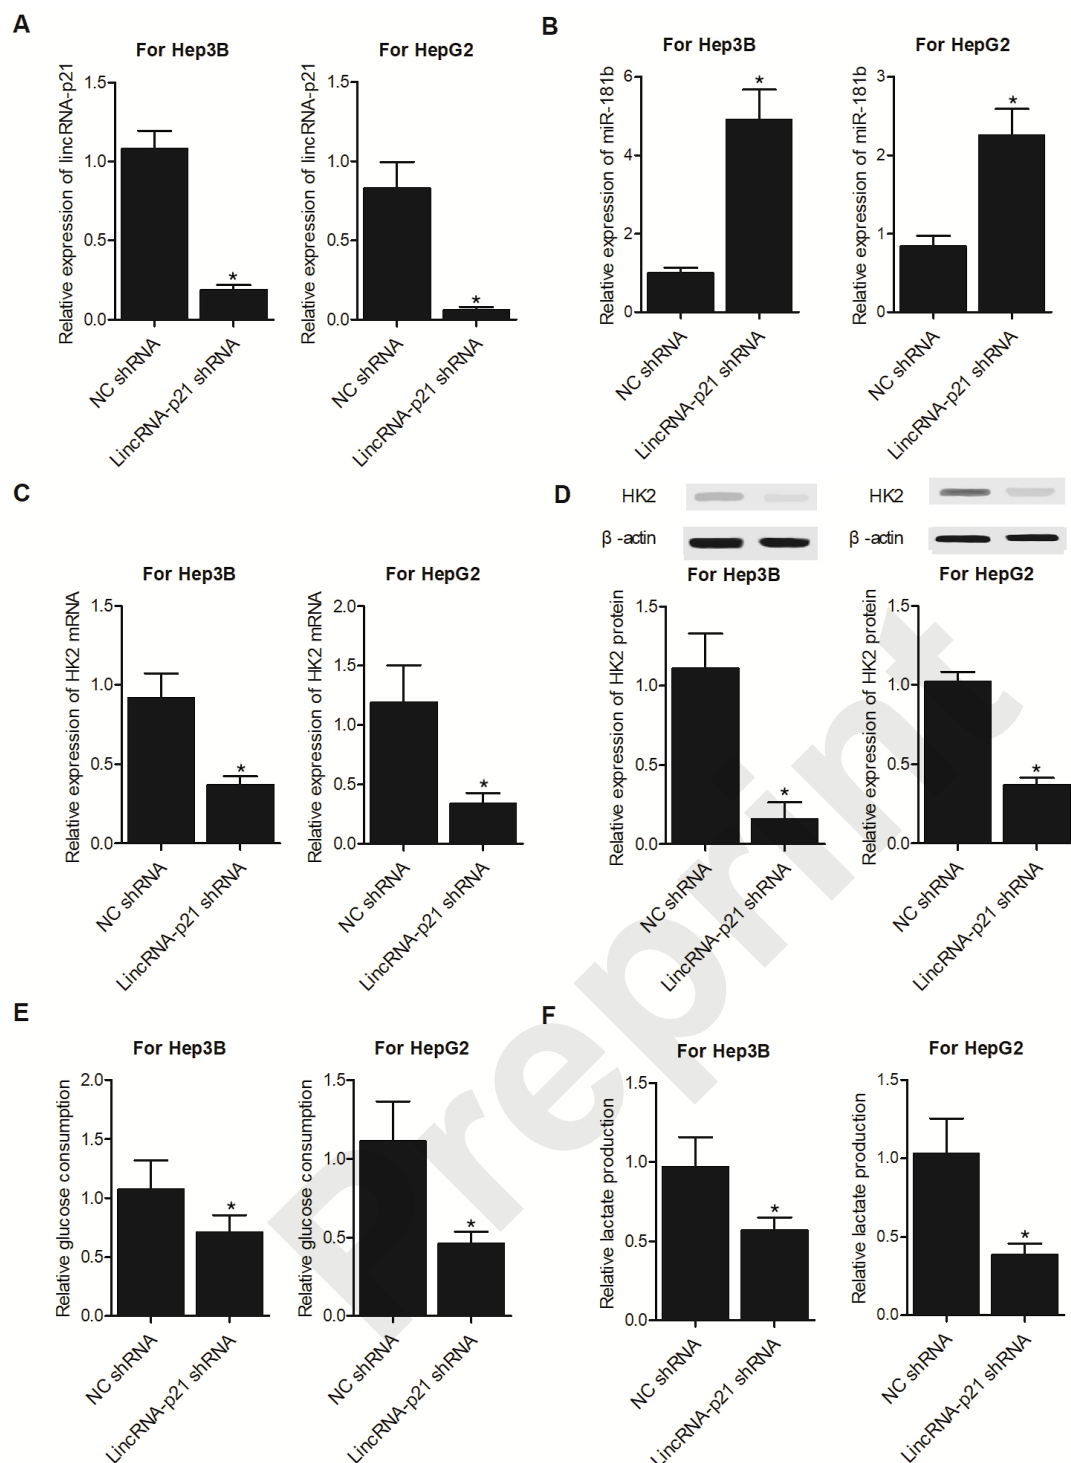 A
For Hep3B
Relative expression of lincRNA-p21
1.5
1.0
0.5
0.0
NC shRNA
LincRNA-p21 shRNA
*
For HepG2
Relative expression of lincRNA-p21
1.5
1.0
0.5
0.0
NC shRNA
LincRNA-p21 shRNA
*
B
For Hep3B
Relative expression of miR-181b
6
4
2
0
NC shRNA
LincRNA-p21 shRNA
*
For HepG2
Relative expression of miR-181b
3
2
1
0
NC shRNA
LincRNA-p21 shRNA
*
C
For Hep3B
Relative expression of HK2 mRNA
1.5
1.0
0.5
0.0
NC shRNA
LincRNA-p21 shRNA
*
For HepG2
Relative expression of HK2 mRNA
2.0
1.5
1.0
0.5
0.0
NC shRNA
LincRNA-p21 shRNA
*
D
HK2
β -actin
For Hep3B
Relative expression of HK2 protein
1.5
1.0
0.5
0.0
NC shRNA
LincRNA-p21 shRNA
*
HK2
β -actin
For HepG2
Relative expression of HK2 protein
1.5
1.0
0.5
0.0
NC shRNA
LincRNA-p21 shRNA
*
E
For Hep3B
Relative glucose consumption
2.0
1.5
1.0
0.5
0.0
NC shRNA
LincRNA-p21 shRNA
*
For HepG2
Relative glucose consumption
1.5
1.0
0.5
0.0
NC shRNA
LincRNA-p21 shRNA
*
F
For Hep3B
Relative lactate production
1.5
1.0
0.5
0.0
NC shRNA
LincRNA-p21 shRNA
*
For HepG2
Relative lactate production
1.5
1.0
0.5
0.0
NC shRNA
LincRNA-p21 shRNA
*
Preprint